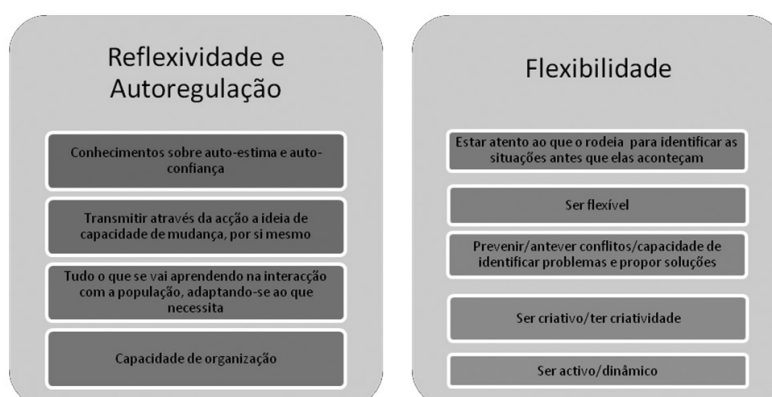 Reflexividade e
Autoregulação
Conhecimentos sobre auto-estima e auto-
confiança
Transmitir através da acção a ideia de
capacidade de mudança, por si mesmo
Tudo o que se vai aprendendo na interacção
com a população, adaptando-se ao que
necessita
Capacidade de organização
Flexibilidade
Estar atento ao que o rodeia para identificar as
situações antes que elas aconteçam
Ser flexível
Prevenir/antever conflitos/capacidade de
identificar problemas e propor soluções
Ser criativo/ter criatividade
Ser activo/dinâmico